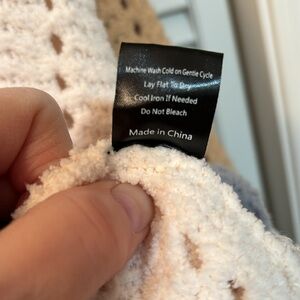 Machine Wash Cold on Gentle Cycle
Lay Flat To Dry
Cool Iron If Needed
Do Not Bleach
Made in China